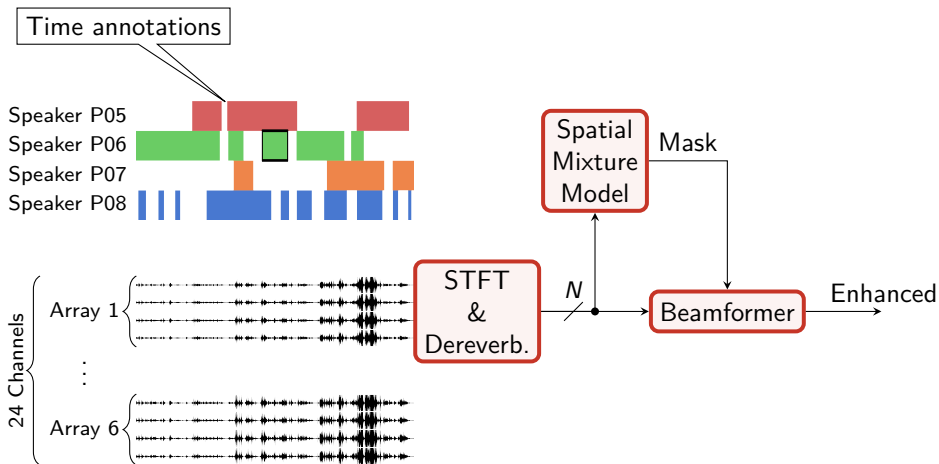 Time annotations
Speaker P05
Speaker P06
Speaker P07
Speaker P08
Spatial
Mixture
Model
Mask
24 Channels
Array 1
⋮
Array 6
STFT
&
Dereverb.
N
Beamformer
Enhanced